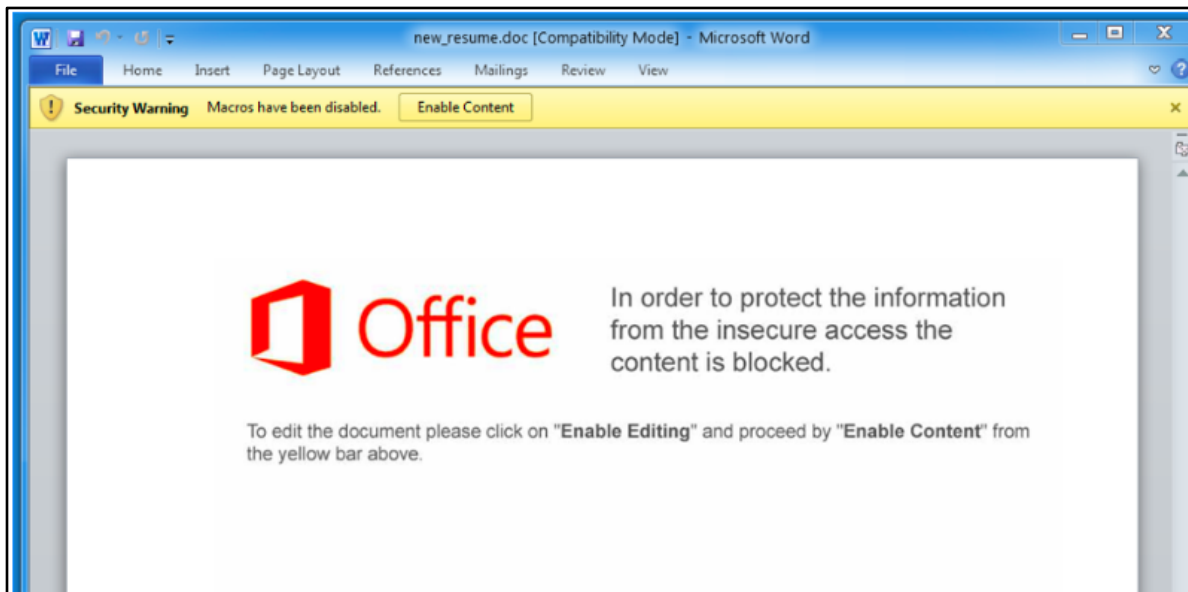 new_resume.doc [Compatibility Mode] - Microsoft Word
File Home Insert Page Layout References Mailings Review View
Security Warning Macros have been disabled. Enable Content
Office
In order to protect the information
from the insecure access the
content is blocked.
To edit the document please click on "Enable Editing" and proceed by "Enable Content" from
the yellow bar above.